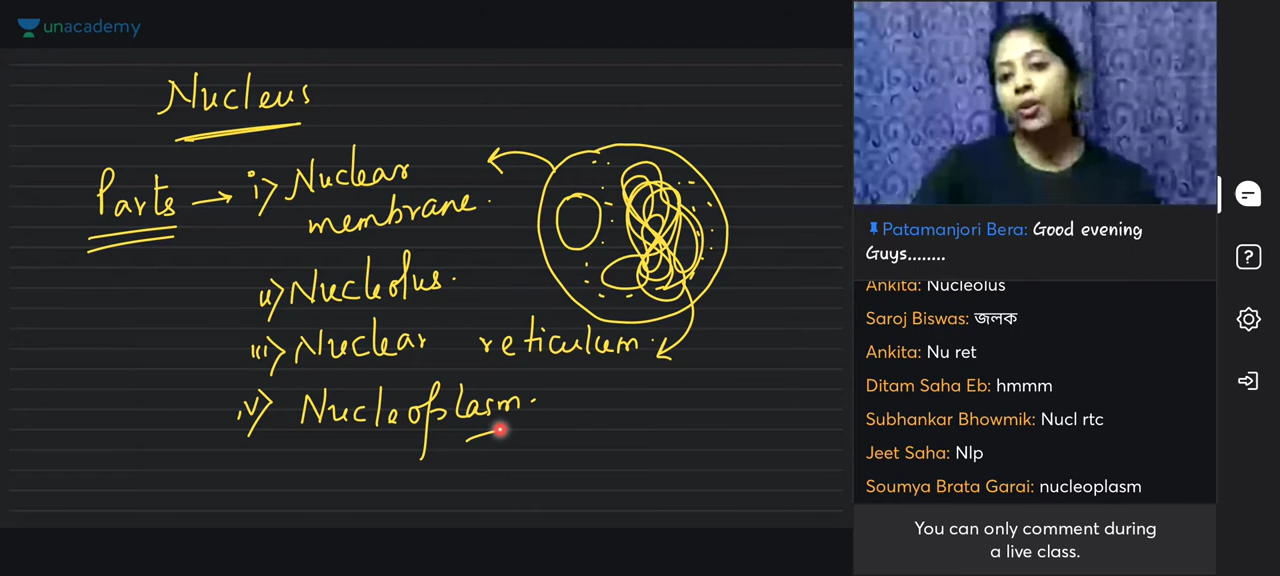 unacademy
Nucleus
Parts → i) Nuclear
membrane.
ii) Nucleolus.
iii) Nuclear reticulum.
iv) Nucleoplasm.
Patamanjori Bera: Good evening
Guys........
Ankita: Nucleolus
Saroj Biswas: জলক
Ankita: Nu ret
Ditam Saha Eb: hmmm
Subhankar Bhowmik: Nucl rtc
Jeet Saha: Nlp
Soumya Brata Garai: nucleoplasm
You can only comment during
a live class.